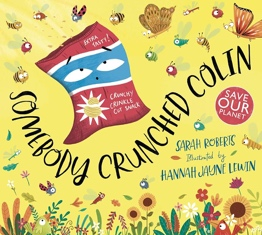 EXTRA TASTY!
CRUNCHY
CRINKLE
CUT SNACK
SOMEBODY CRUNCHED COLIN
SAVE
OUR
PLANET
SARAH ROBERTS
Illustrated by
HANNAH JAYNE LEWIN